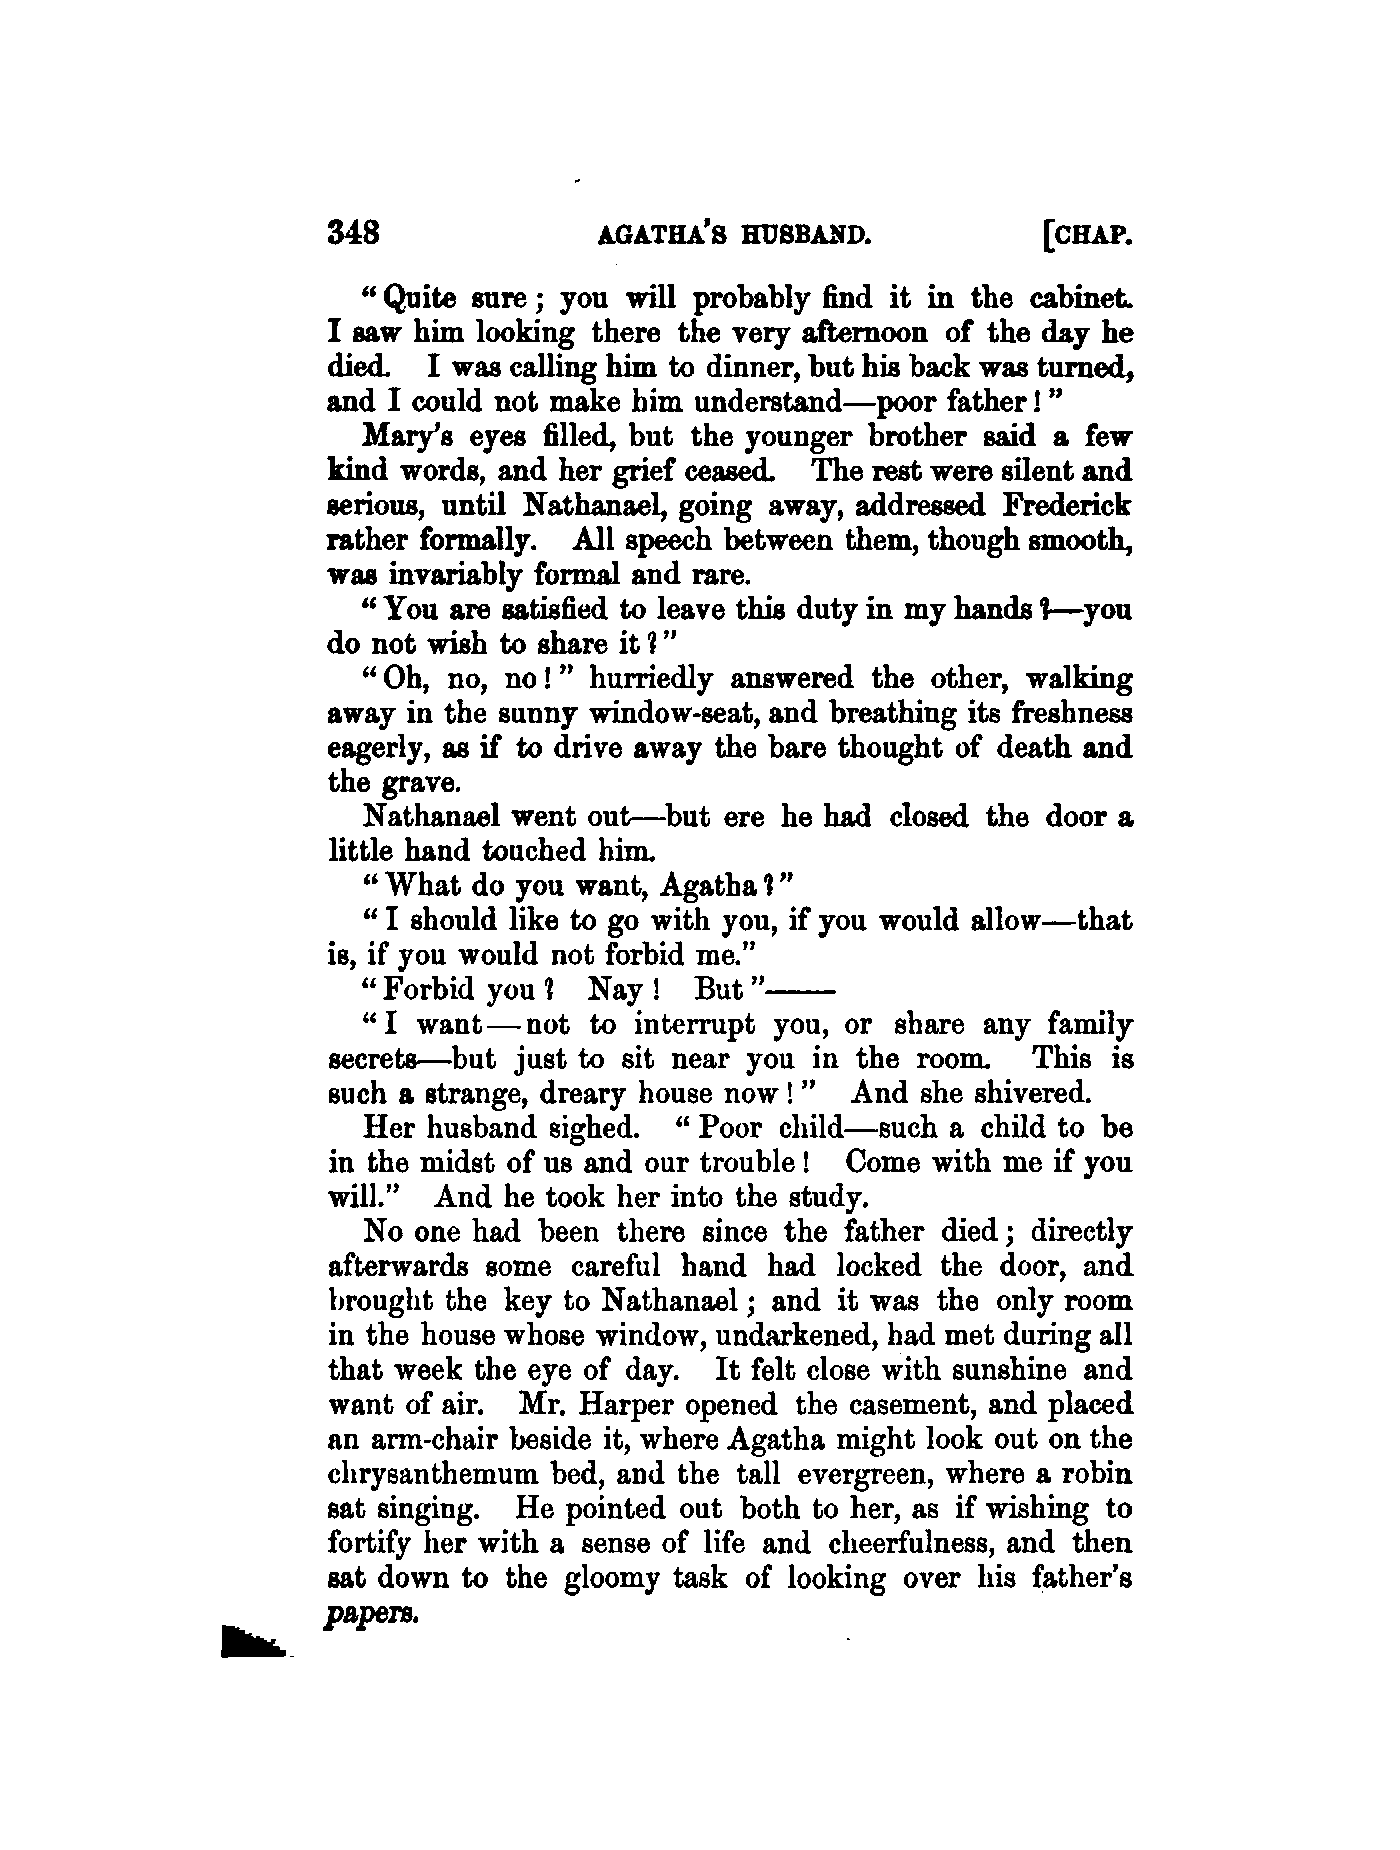 348 AGATHA'S HUSBAND. [CHAP.
"Quite sure; you will probably find it in the cabinet.
I saw him looking there the very afternoon of the day he
died. I was calling him to dinner, but his back was turned,
and I could not make him understand—poor father!"
Mary's eyes filled, but the younger brother said a few
kind words, and her grief ceased. The rest were silent and
serious, until Nathanael, going away, addressed Frederick
rather formally. All speech between them, though smooth,
was invariably formal and rare.
"You are satisfied to leave this duty in my hands?—you
do not wish to share it?"
"Oh, no, no!" hurriedly answered the other, walking
away in the sunny window-seat, and breathing its freshness
eagerly, as if to drive away the bare thought of death and
the grave.
Nathanael went out—but ere he had closed the door a
little hand touched him.
"What do you want, Agatha?"
"I should like to go with you, if you would allow—that
is, if you would not forbid me."
"Forbid you? Nay! But"——
"I want—not to interrupt you, or share any family
secrets—but just to sit near you in the room. This is
such a strange, dreary house now!" And she shivered.
Her husband sighed. "Poor child—such a child to be
in the midst of us and our trouble! Come with me if you
will." And he took her into the study.
No one had been there since the father died; directly
afterwards some careful hand had locked the door, and
brought the key to Nathanael; and it was the only room
in the house whose window, undarkened, had met during all
that week the eye of day. It felt close with sunshine and
want of air. Mr. Harper opened the casement, and placed
an arm-chair beside it, where Agatha might look out on the
chrysanthemum bed, and the tall evergreen, where a robin
sat singing. He pointed out both to her, as if wishing to
fortify her with a sense of life and cheerfulness, and then
sat down to the gloomy task of looking over his father's
papers.